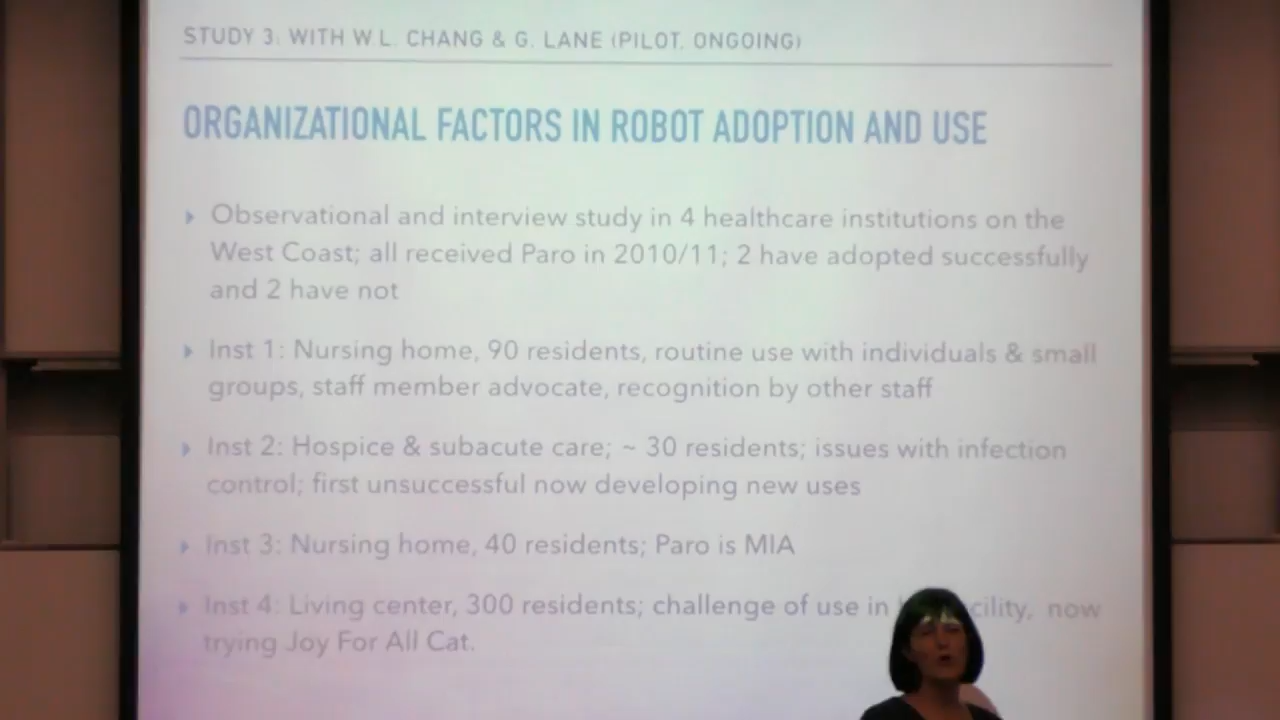 STUDY 3: WITH W.L. CHANG & G. LANE (PILOT, ONGOING)
ORGANIZATIONAL FACTORS IN ROBOT ADOPTION AND USE
Observational and interview study in 4 healthcare institutions on the
West Coast; all received Paro in 2010/11; 2 have adopted successfully
and 2 have not
Inst 1: Nursing home, 90 residents, routine use with individuals & small
groups, staff member advocate, recognition by other staff
Inst 2: Hospice & subacute care; ~ 30 residents; issues with infection
control; first unsuccessful now developing new uses
Inst 3: Nursing home, 40 residents; Paro is MIA
Inst 4: Living center, 300 residents; challenge of use in now
trying Joy For All Cat.